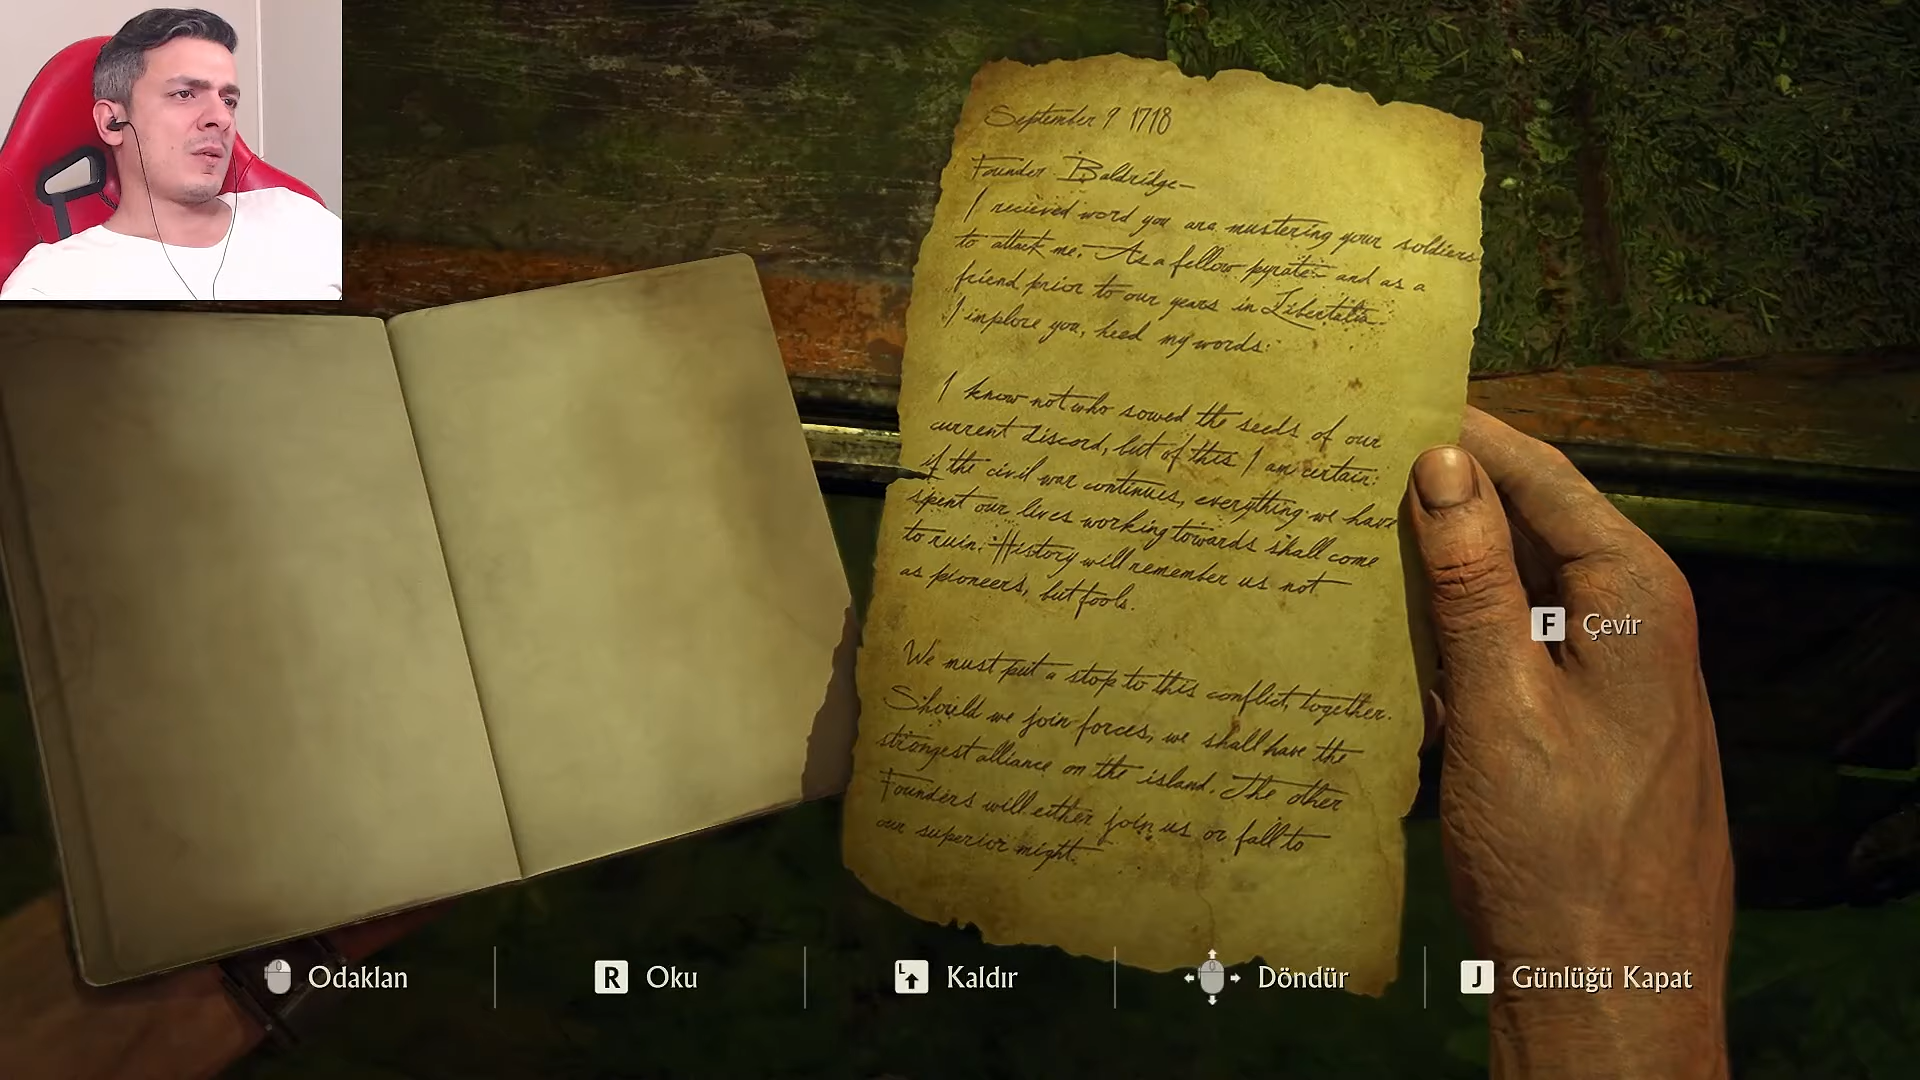 September 9 1718
Founder Baldridge-
I recieved word you are mustering your soldiers
to attack me. As a fellow pyrate - and as a
friend prior to our years in Libertalia -
I implore you, heed my words:
I know not who sowed the seeds of our
current discord, but of this I am certain:
if the civil war continues, everything we have
spent our lives working towards shall come
to ruin. History will remember us not
as pioneers, but fools.
We must put a stop to this conflict, together.
Should we join forces, we shall have the
strongest alliance on the island. The other
Founders will either join us or fall to
our superior might.
F Çevir
Odaklan
R Oku
L Kaldır
Döndür
J Günlüğü Kapat